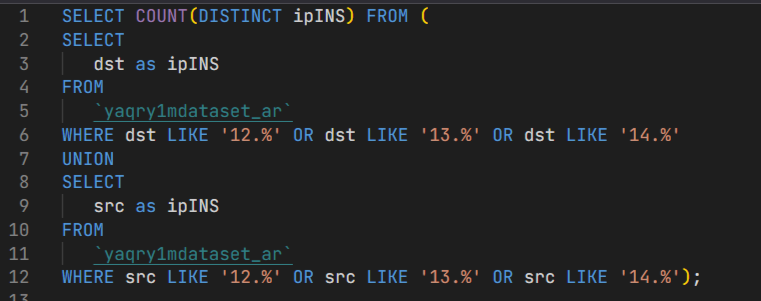 1 SELECT COUNT(DISTINCT ipINS) FROM (
2 SELECT
3 dst as ipINS
4 FROM
5 `yaqry1mdataset_ar`
6 WHERE dst LIKE '12.%' OR dst LIKE '13.%' OR dst LIKE '14.%'
7 UNION
8 SELECT
9 src as ipINS
10 FROM
11 `yaqry1mdataset_ar`
12 WHERE src LIKE '12.%' OR src LIKE '13.%' OR src LIKE '14.%');
13